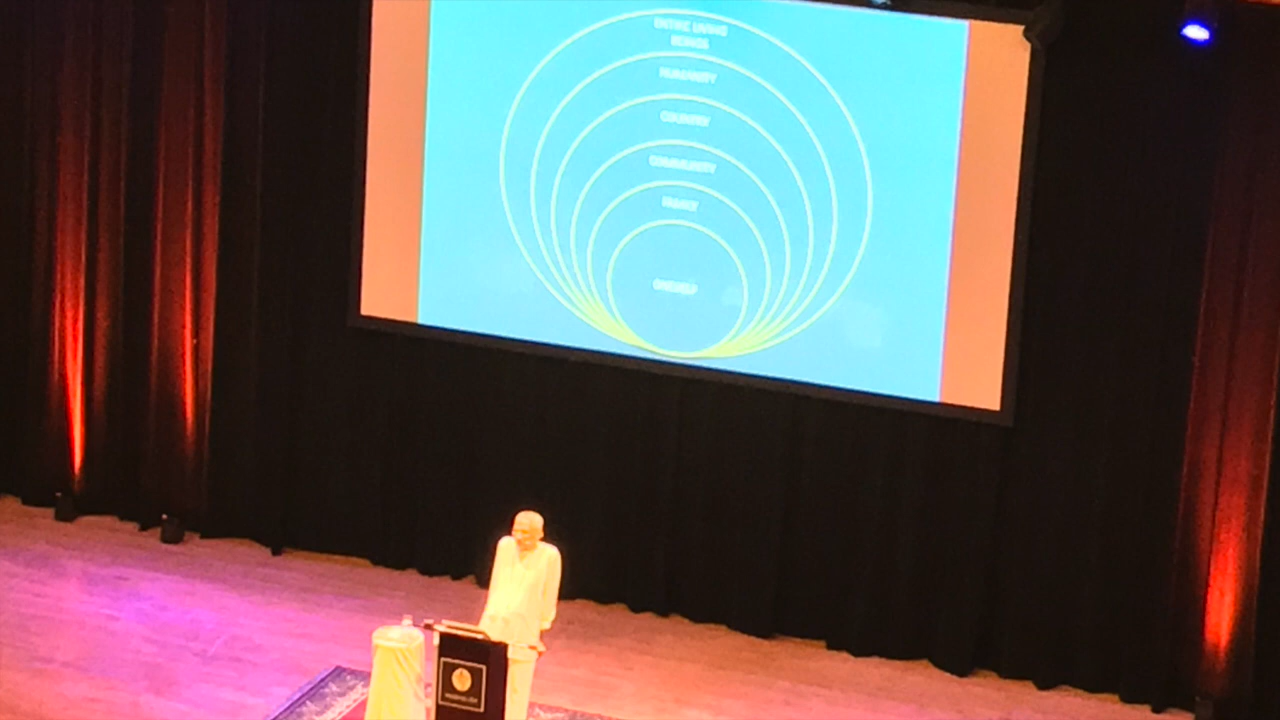 ENTIRE LIVING
BEINGS
HUMANITY
COUNTRY
COMMUNITY
FAMILY
ONESELF